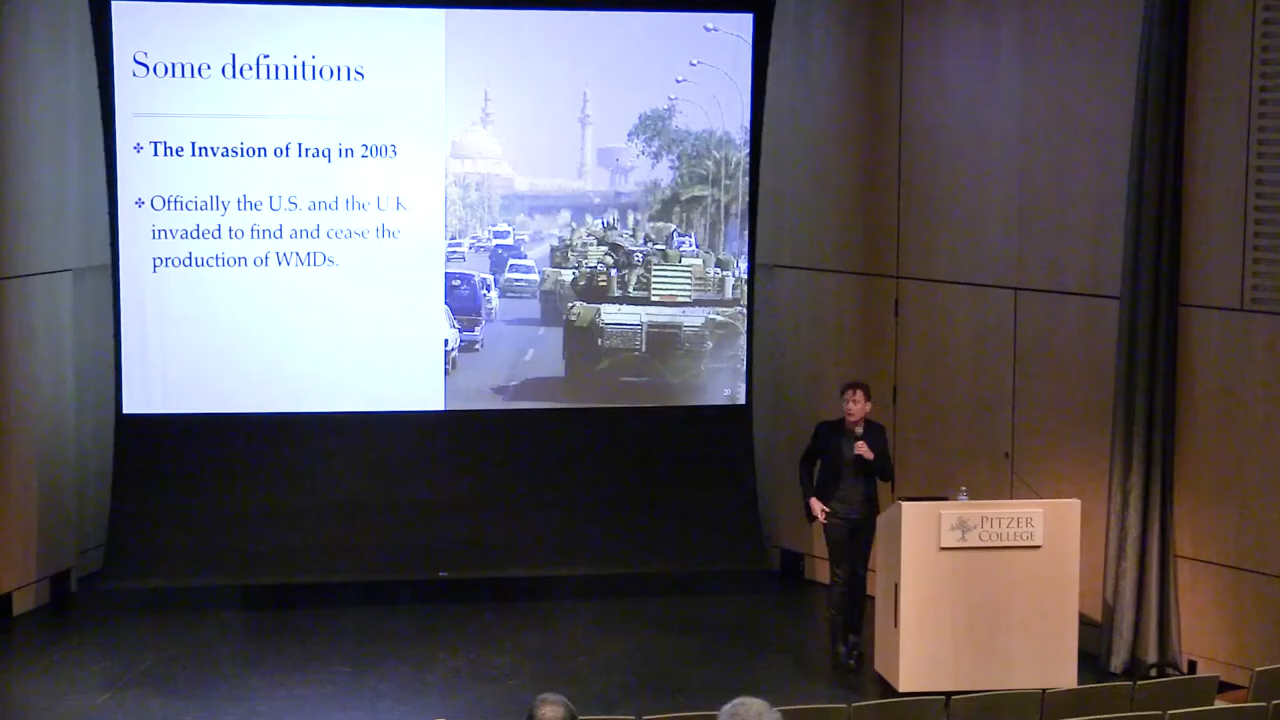 Some definitions
The Invasion of Iraq in 2003
Officially the U.S. and the U.K.
invaded to find and cease the
production of WMDs.
20
PITZER
COLLEGE